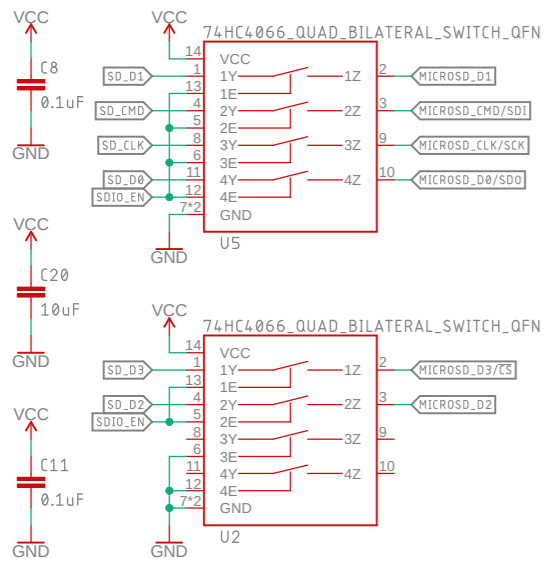 VCC
C8
0.1uF
GND
VCC
C20
10uF
GND
VCC
C11
0.1uF
GND
VCC
74HC4066_QUAD_BILATERAL_SWITCH_QFN
14 VCC
SD_D1 1 1Y 1Z 2 MICROSD_D1
13 1E
SD_CMD 4 2Y 2Z 3 MICROSD_CMD/SDI
5 2E
SD_CLK 8 3Y 3Z 9 MICROSD_CLK/SCK
6 3E
SD_D0 11 4Y 4Z 10 MICROSD_D0/SDO
SDIO_EN 12 4E
7*2 GND
U5
GND
VCC
74HC4066_QUAD_BILATERAL_SWITCH_QFN
14 VCC
SD_D3 1 1Y 1Z 2 MICROSD_D3/CS
13 1E
SD_D2 4 2Y 2Z 3 MICROSD_D2
SDIO_EN 5 2E
8 3Y 3Z 9
6 3E
11 4Y 4Z 10
12 4E
7*2 GND
U2
GND